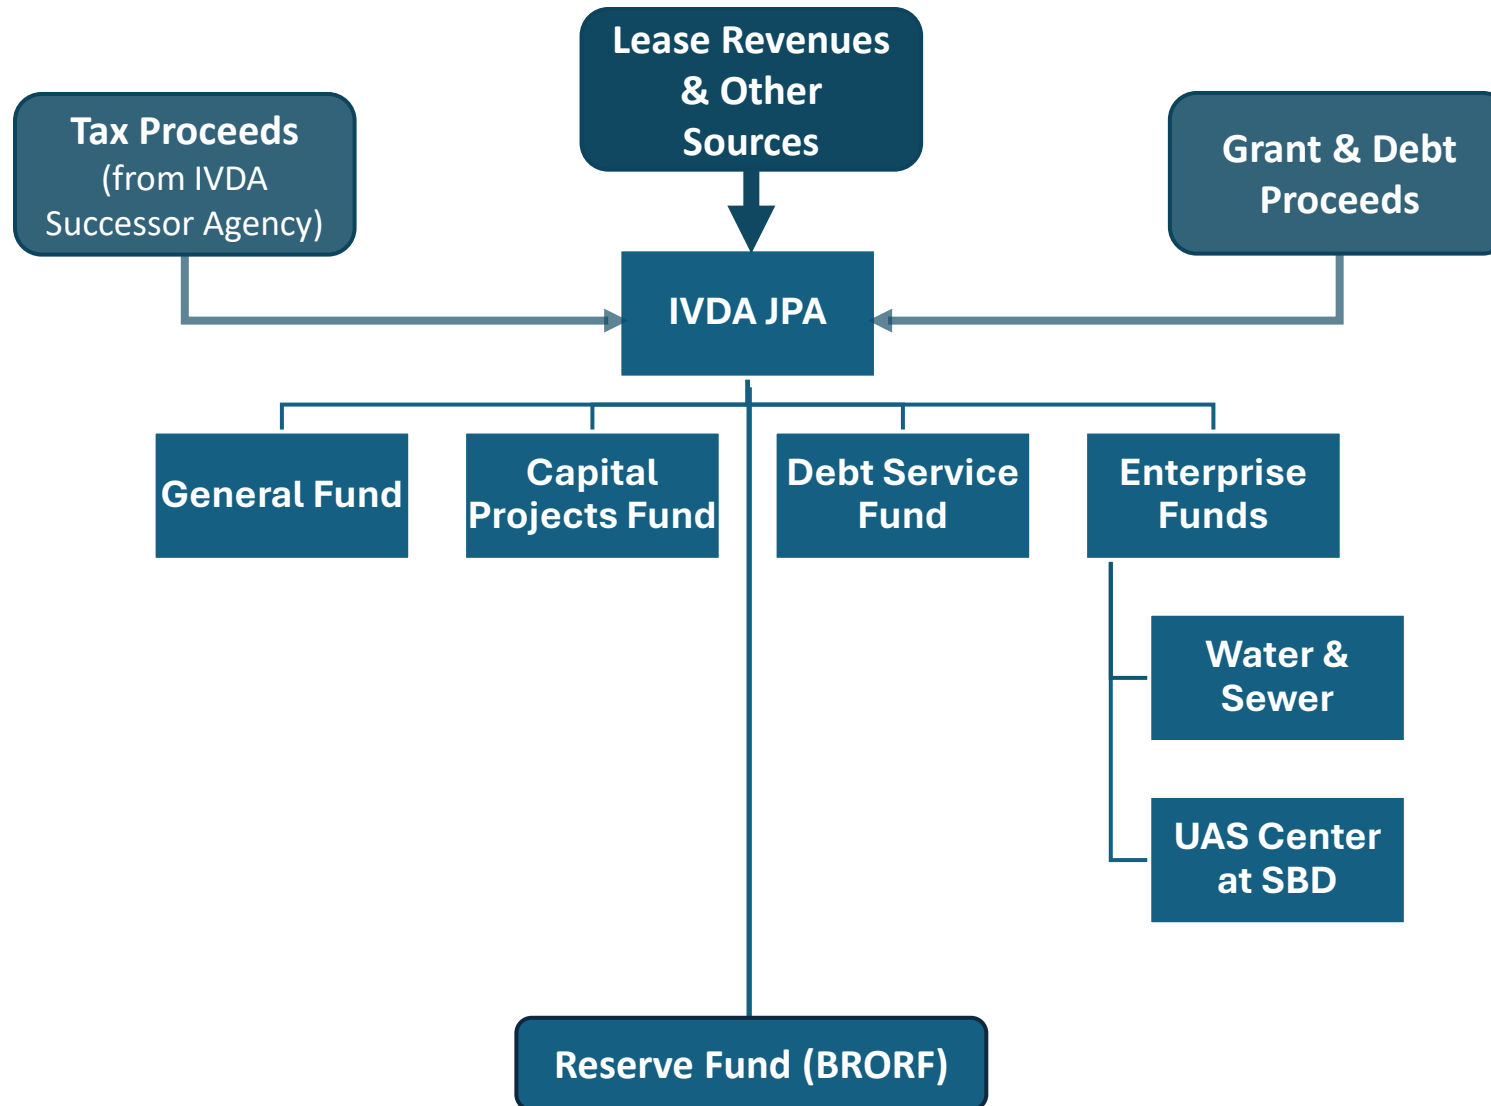 Lease Revenues
& Other
Sources
Tax Proceeds
(from IVDA
Successor Agency)
Grant & Debt
Proceeds
IVDA JPA
General Fund
Capital
Projects Fund
Debt Service
Fund
Enterprise
Funds
Water &
Sewer
UAS Center
at SBD
Reserve Fund (BRORF)